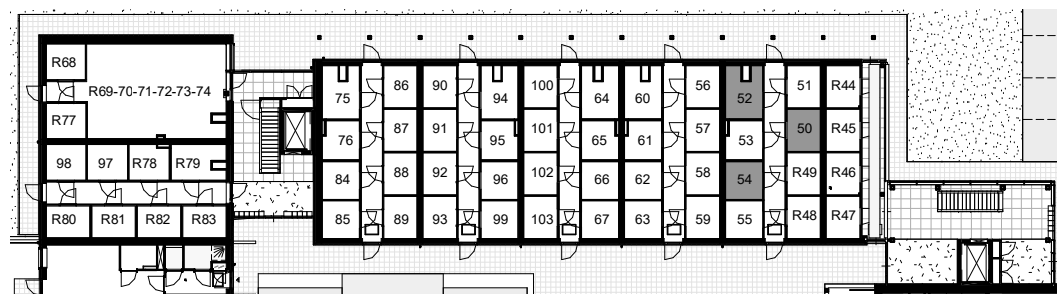 R68
R69-70-71-72-73-74
R77
98 97 R78 R79
R80 R81 R82 R83
75 86 90 94 100 64 60 56 52 51 R44
76 87 91 95 101 65 61 57 53 50 R45
84 88 92 96 102 66 62 58 54 R49 R46
85 89 93 99 103 67 63 59 55 R48 R47